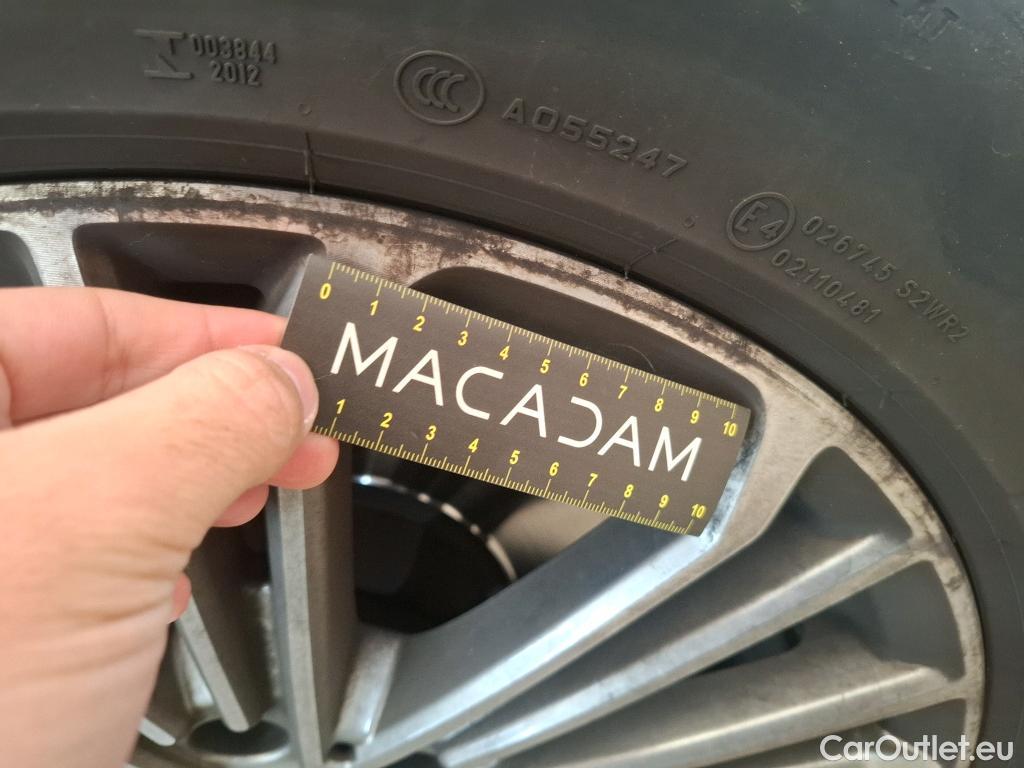 003844
2012
CCC
A055247
E4
026745 S2WR2
02110481
0 1 2 3 4 5 6 7 8 9 10
MACADAM
1 2 3 4 5 6 7 8 9 10
CarOutlet.eu